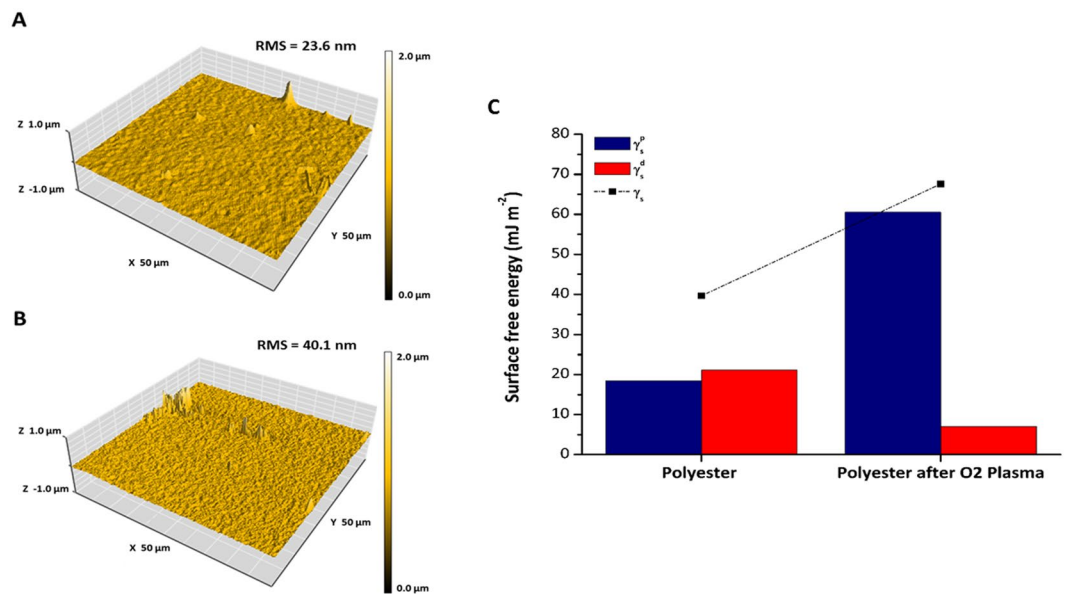 A
RMS = 23.6 nm
2.0 µm
Z 1.0 µm
Z -1.0 µm
Y 50 µm
X 50 µm
0.0 µm
B
RMS = 40.1 nm
2.0 µm
Z 1.0 µm
Z -1.0 µm
Y 50 µm
X 50 µm
0.0 µm
C
Surface free energy (mJ m⁻²)
80
70
60
50
40
30
20
10
0
γₛᵖ
γₛᵈ
γₛ
Polyester
Polyester after O2 Plasma